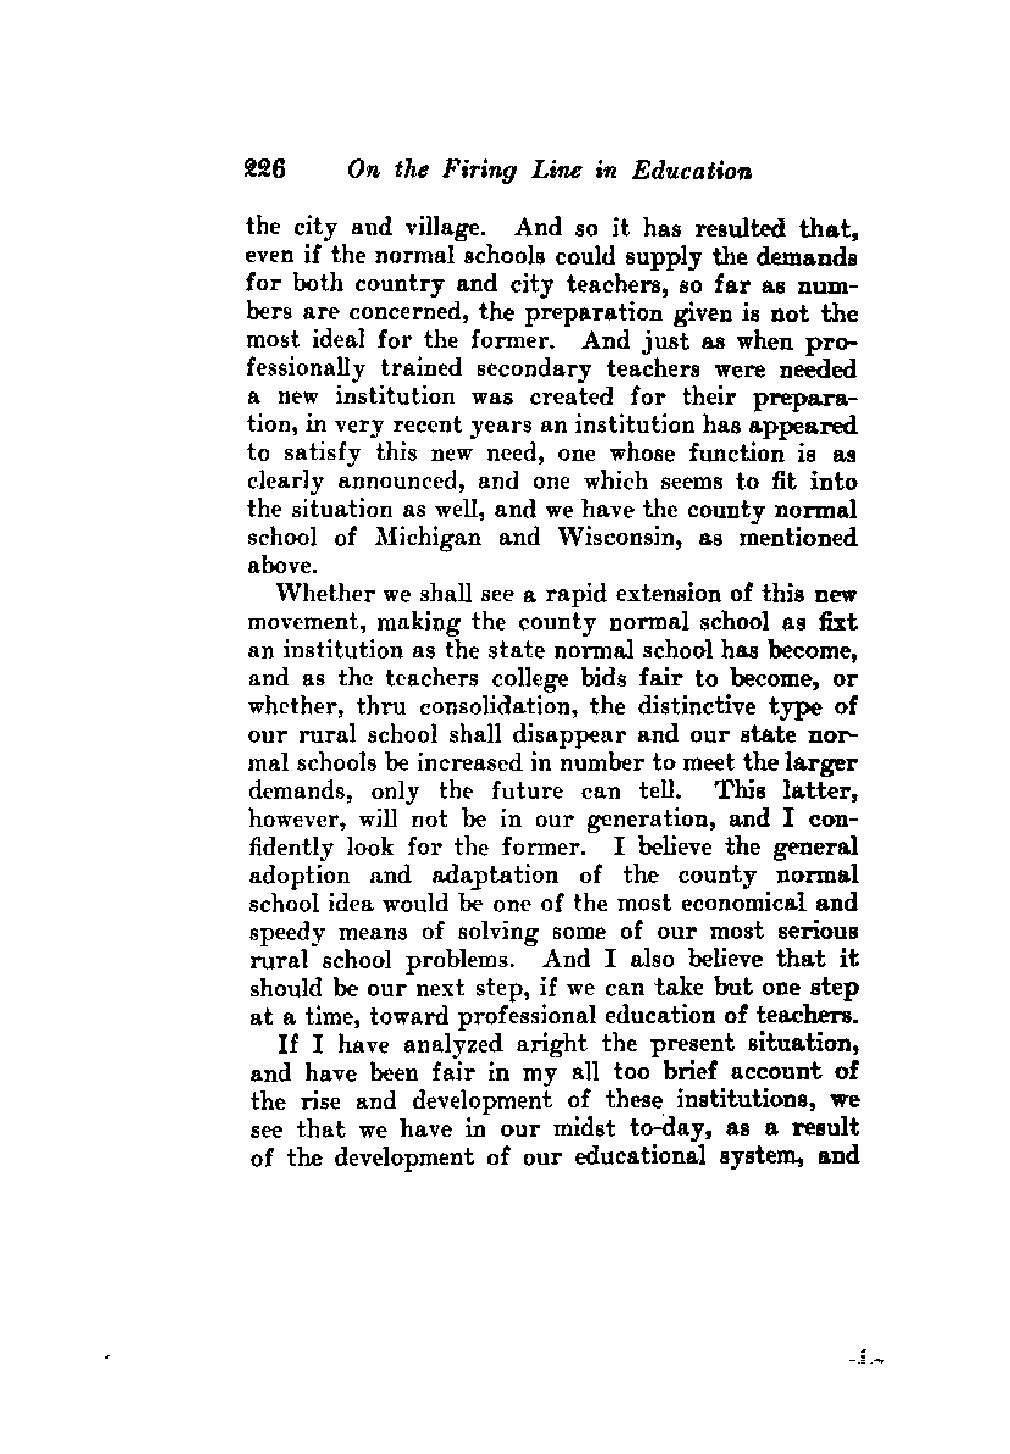 226 On the Firing Line in Education
the city and village. And so it has resulted that,
even if the normal schools could supply the demands
for both country and city teachers, so far as num-
bers are concerned, the preparation given is not the
most ideal for the former. And just as when pro-
fessionally trained secondary teachers were needed
a new institution was created for their prepara-
tion, in very recent years an institution has appeared
to satisfy this new need, one whose function is as
clearly announced, and one which seems to fit into
the situation as well, and we have the county normal
school of Michigan and Wisconsin, as mentioned
above.
Whether we shall see a rapid extension of this new
movement, making the county normal school as fixt
an institution as the state normal school has become,
and as the teachers college bids fair to become, or
whether, thru consolidation, the distinctive type of
our rural school shall disappear and our state nor-
mal schools be increased in number to meet the larger
demands, only the future can tell. This latter,
however, will not be in our generation, and I con-
fidently look for the former. I believe the general
adoption and adaptation of the county normal
school idea would be one of the most economical and
speedy means of solving some of our most serious
rural school problems. And I also believe that it
should be our next step, if we can take but one step
at a time, toward professional education of teachers.
If I have analyzed aright the present situation,
and have been fair in my all too brief account of
the rise and development of these institutions, we
see that we have in our midst to-day, as a result
of the development of our educational system, and